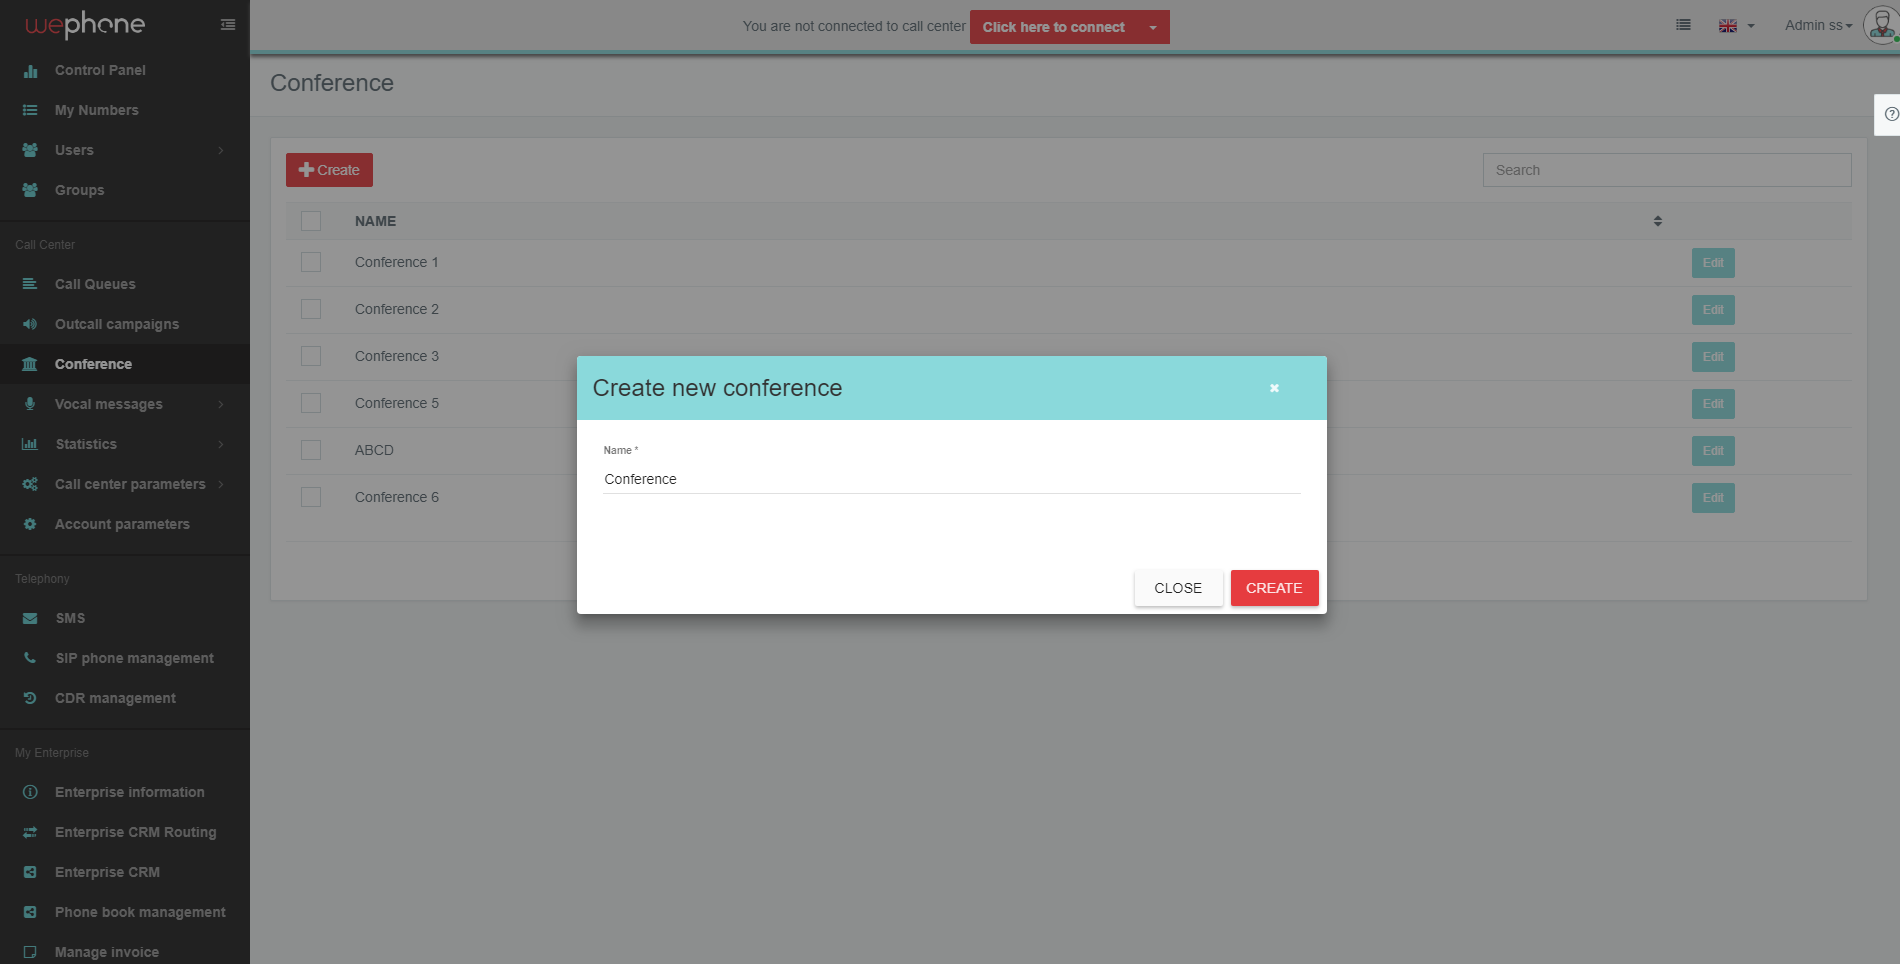 wephone
You are not connected to call center
Click here to connect
Admin ss
Control Panel
My Numbers
Users
Groups
Call Center
Call Queues
Outcall campaigns
Conference
Vocal messages
Statistics
Call center parameters
Account parameters
Telephony
SMS
SIP phone management
CDR management
My Enterprise
Enterprise information
Enterprise CRM Routing
Enterprise CRM
Phone book management
Manage invoice
Conference
Create
Search
NAME
Conference 1 Edit
Conference 2 Edit
Conference 3 Edit
Conference 5 Edit
ABCD Edit
Conference 6 Edit
Create new conference
Name *
Conference
CLOSE CREATE